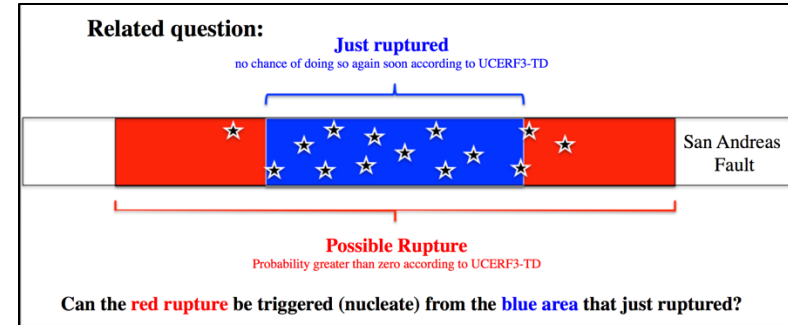 Related question:
Just ruptured
no chance of doing so again soon according to UCERF3-TD
San Andreas
Fault
Possible Rupture
Probability greater than zero according to UCERF3-TD
Can the red rupture be triggered (nucleate) from the blue area that just ruptured?